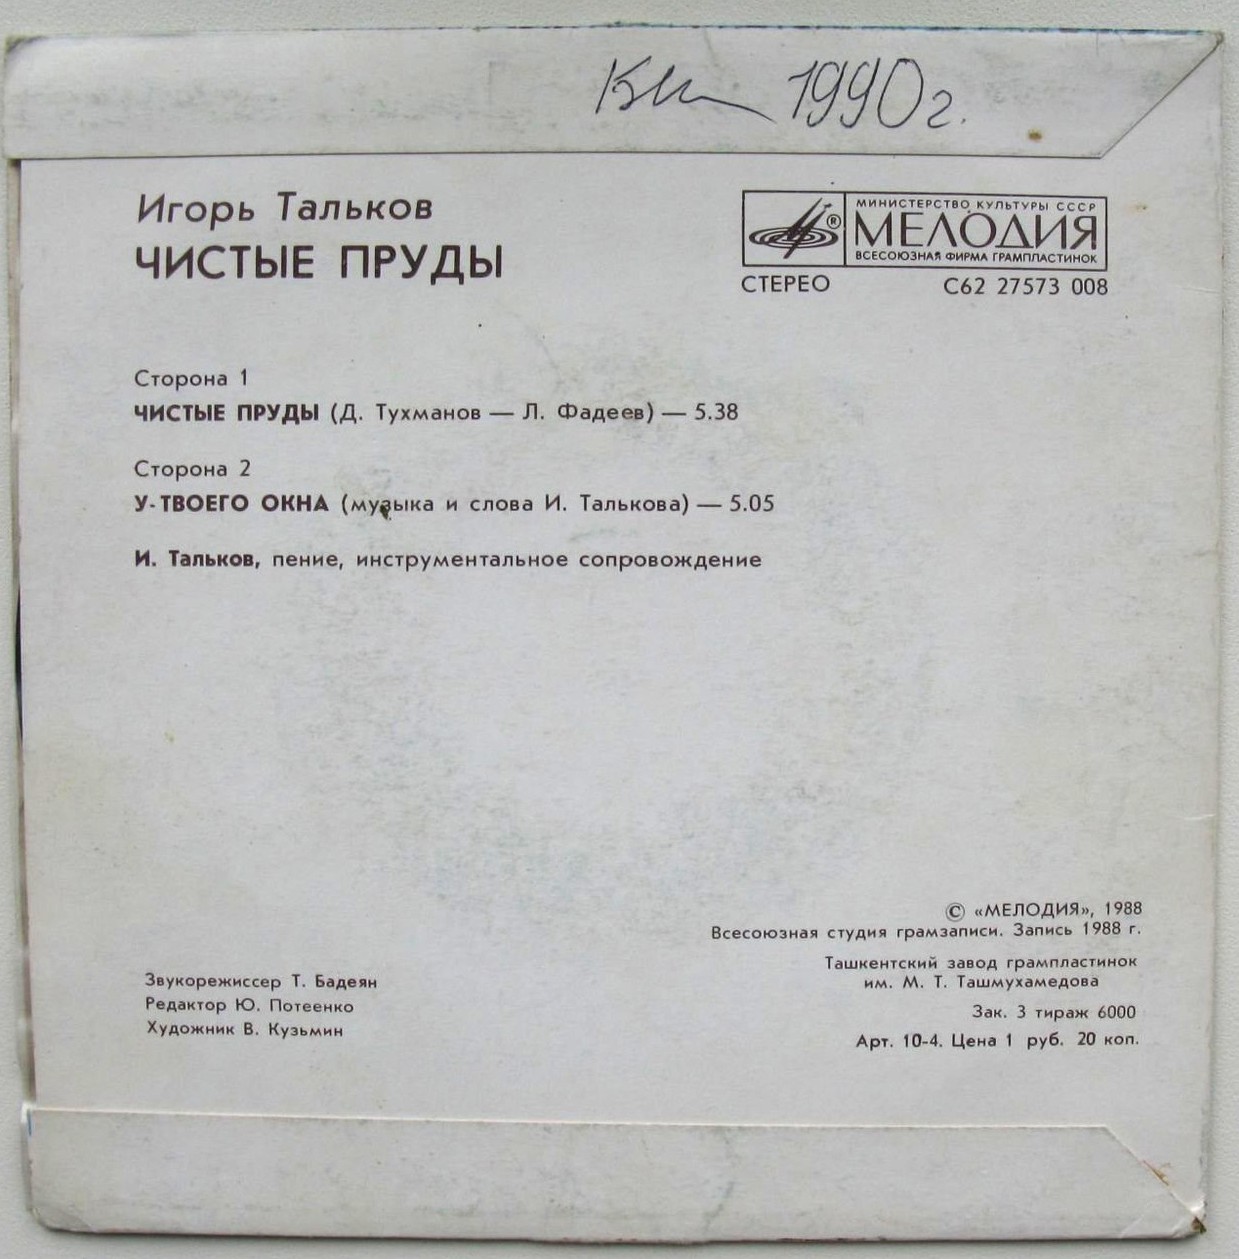 1990 г.
Игорь Тальков
ЧИСТЫЕ ПРУДЫ
МИНИСТЕРСТВО КУЛЬТУРЫ СССР
МЕЛОДИЯ
®
ВСЕСОЮЗНАЯ ФИРМА ГРАМПЛАСТИНОК
СТЕРЕО С62 27573 008
Сторона 1
ЧИСТЫЕ ПРУДЫ (Д. Тухманов — Л. Фадеев) — 5.38
Сторона 2
У-ТВОЕГО ОКНА (музыка и слова И. Талькова) — 5.05
И. Тальков, пение, инструментальное сопровождение
© «МЕЛОДИЯ», 1988
Всесоюзная студия грамзаписи. Запись 1988 г.
Ташкентский завод грампластинок
им. М. Т. Ташмухамедова
Зак. 3 тираж 6000
Арт. 10-4. Цена 1 руб. 20 коп.
Звукорежиссер Т. Бадеян
Редактор Ю. Потеенко
Художник В. Кузьмин